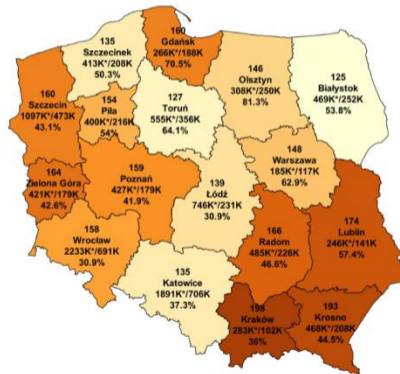 135
Szczecinek
413K*/208K
50.3%
160
Gdańsk
266K*/188K
70.5%
146
Olsztyn
308K*/250K
81.3%
125
Białystok
469K*/252K
53.8%
160
Szczecin
1097K*/473K
43.1%
154
Piła
400K*/216K
54%
127
Toruń
555K*/356K
64.1%
148
Warszawa
185K*/117K
62.9%
164
Zielona Góra
421K*/179K
42.6%
159
Poznań
427K*/179K
41.9%
139
Łódź
746K*/231K
30.9%
174
Lublin
246K*/141K
57.4%
158
Wrocław
2233K*/691K
30.9%
166
Radom
485K*/226K
46.6%
135
Katowice
1891K*/706K
37.3%
198
Kraków
283K*/102K
36%
193
Krosno
468K*/208K
44.5%